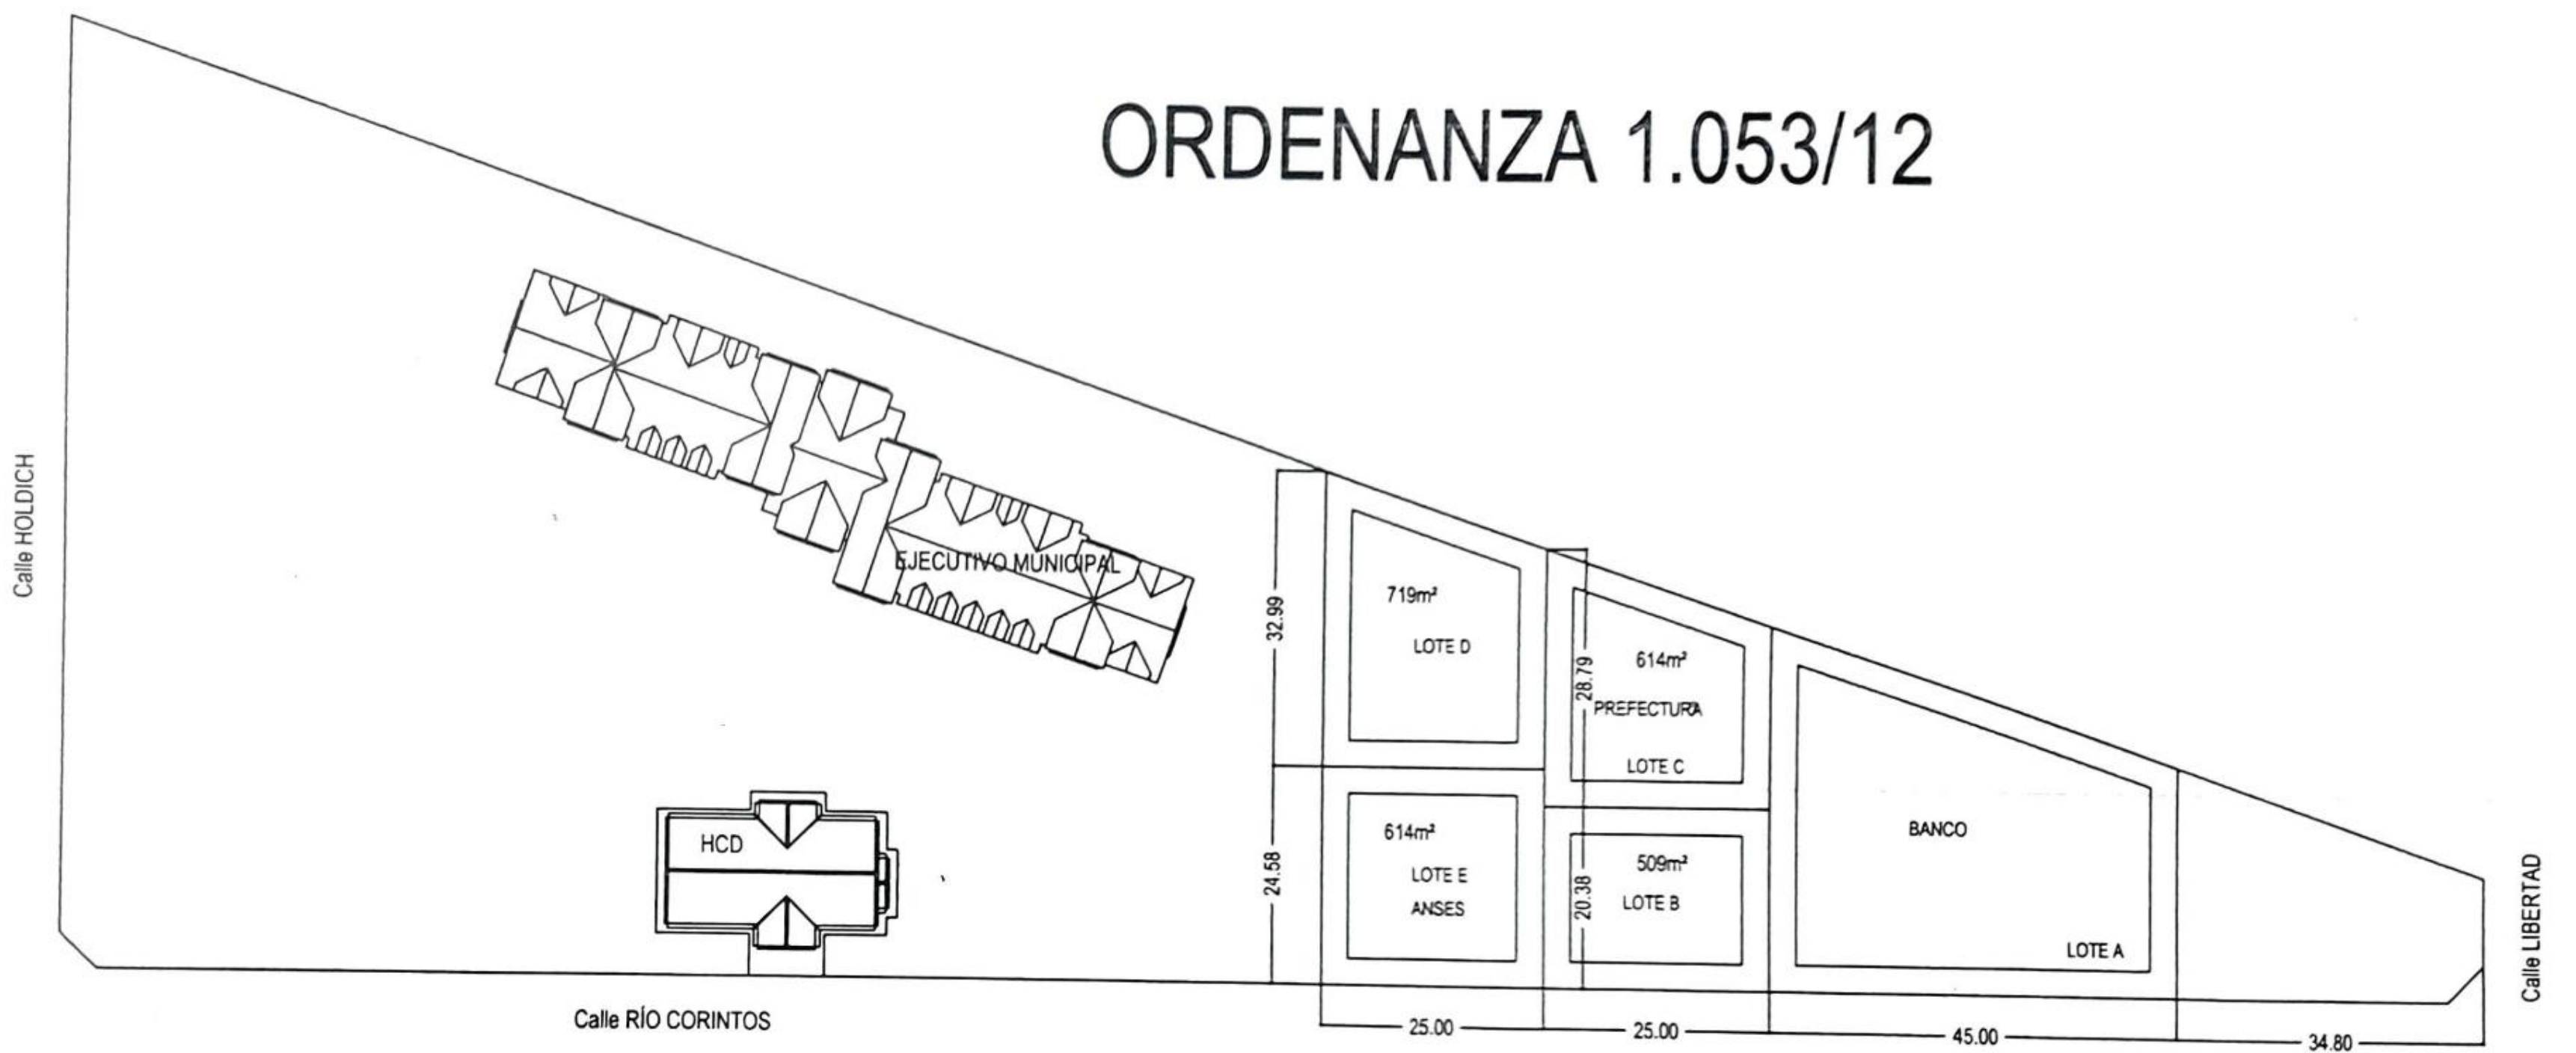 ORDENANZA 1.053/12
Calle HOLDICH
EJECUTIVO MUNICIPAL
HCD
Calle RÍO CORINTOS
32.99
24.58
719m²
LOTE D
614m²
LOTE E
ANSES
28.79
20.38
614m²
PREFECTURA
LOTE C
509m²
LOTE B
BANCO
LOTE A
Calle LIBERTAD
25.00
25.00
45.00
34.80